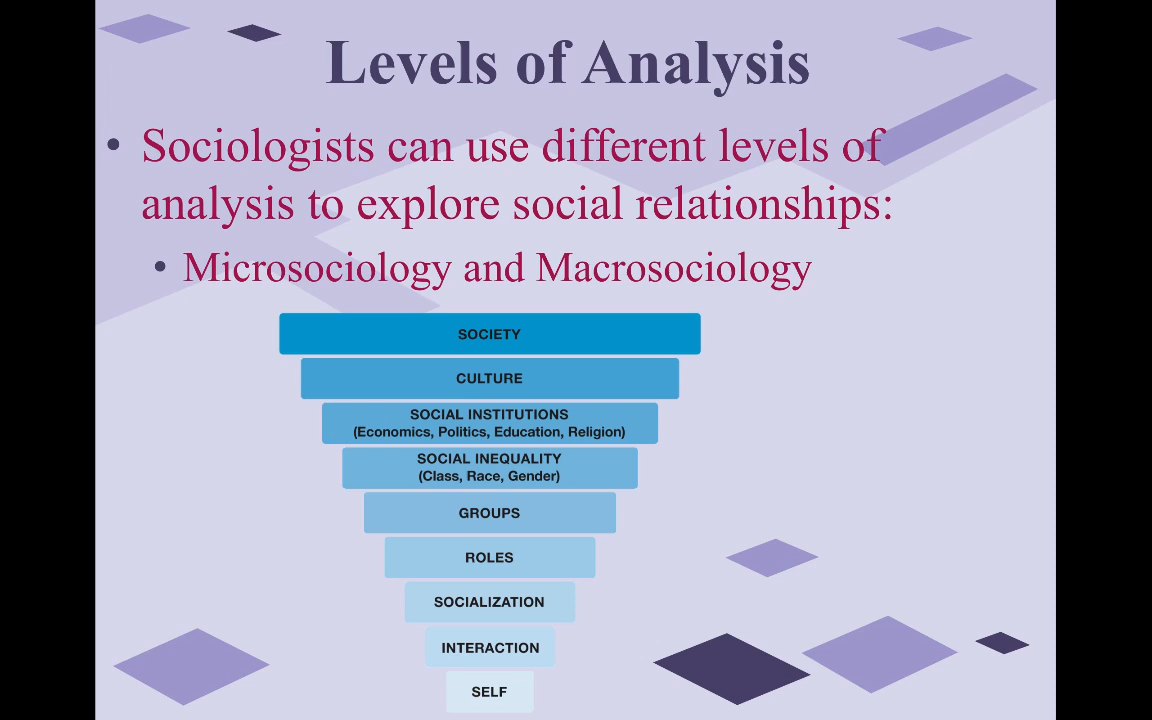 Levels of Analysis
• Sociologists can use different levels of
analysis to explore social relationships:
• Microsociology and Macrosociology
SOCIETY
CULTURE
SOCIAL INSTITUTIONS
(Economics, Politics, Education, Religion)
SOCIAL INEQUALITY
(Class, Race, Gender)
GROUPS
ROLES
SOCIALIZATION
INTERACTION
SELF